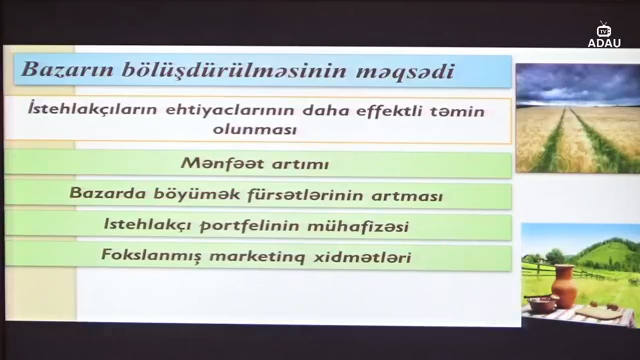 TV
ADAU
Bazarın bölüşdürülməsinin məqsədi
İstehlakçıların ehtiyaclarının daha effektli təmin
olunması
Mənfəət artımı
Bazarda böyümək fürsətlərinin artması
Istehlakçı portfelinin mühafizəsi
Fokslanmış marketinq xidmətləri